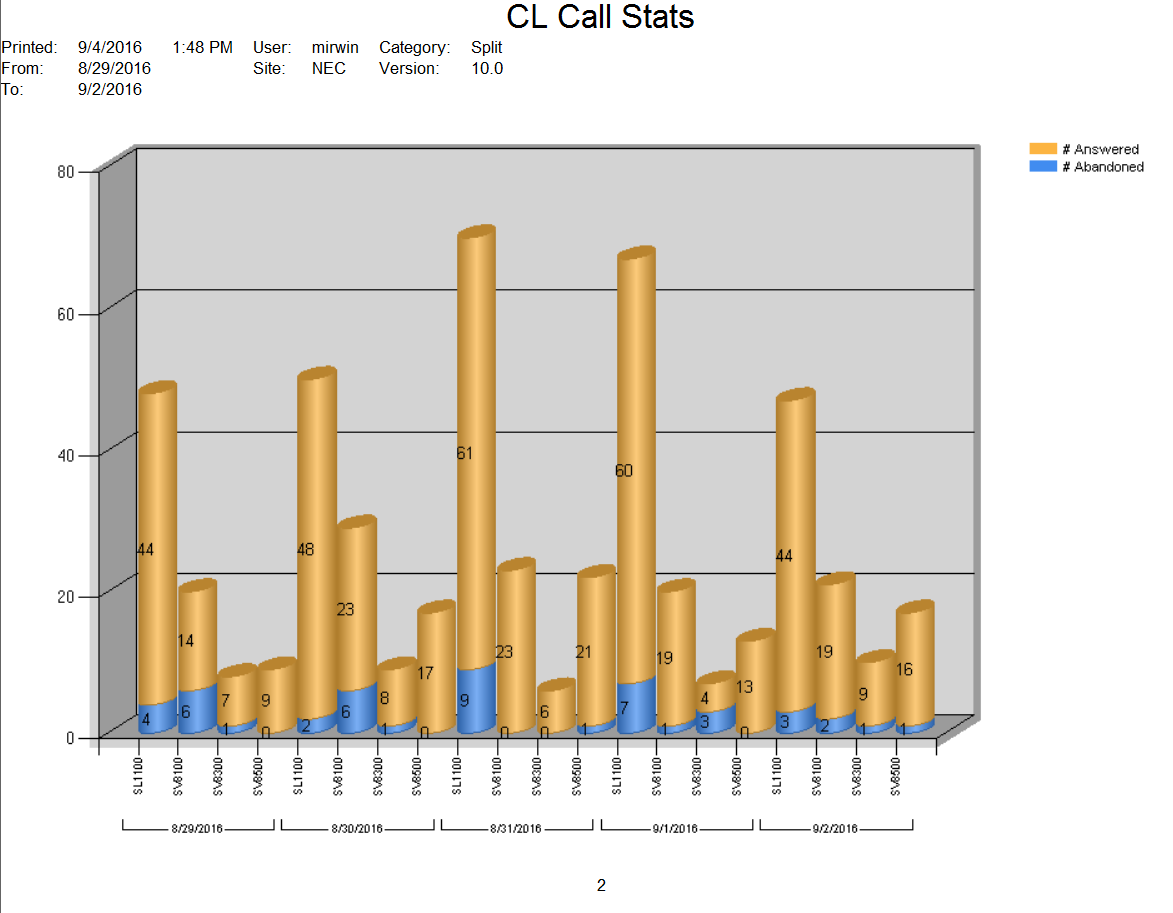 CL Call Stats
Printed: 9/4/2016 1:48 PM User: mirwin Category: Split
From: 8/29/2016 Site: NEC Version: 10.0
To: 9/2/2016
# Answered
# Abandoned
80
60
40
20
0
44 14 7 9 48 23 8 17 61 23 6 21 60 19 4 13 44 19 9 16
4 6 1 0 2 6 1 0 9 0 0 1 7 1 3 0 3 2 1 1
SL1100 SV8100 SV8300 SV8500 SL1100 SV8100 SV8300 SV8500 SL1100 SV8100 SV8300 SV8500 SL1100 SV8100 SV8300 SV8500 SL1100 SV8100 SV8300 SV8500
8/29/2016 8/30/2016 8/31/2016 9/1/2016 9/2/2016
2